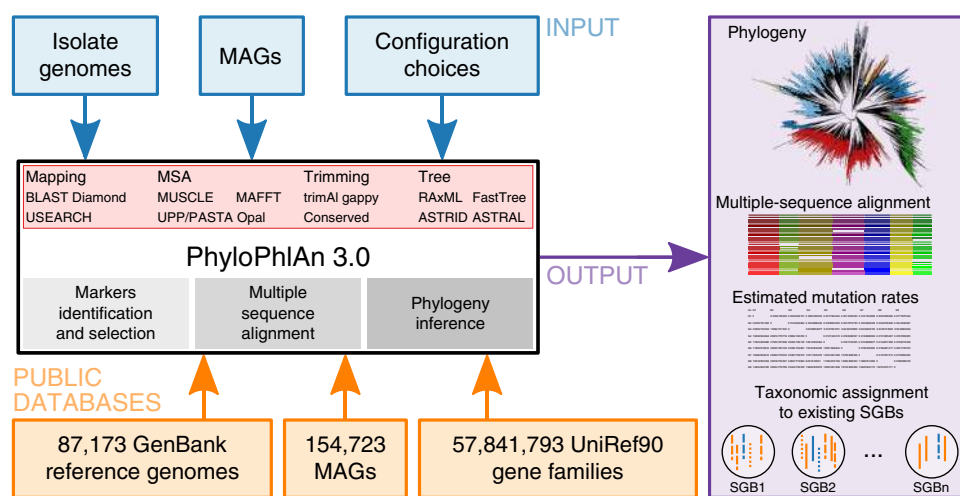 Isolate
genomes
MAGs
Configuration
choices
INPUT
Mapping MSA Trimming Tree
BLAST Diamond MUSCLE MAFFT trimAl gappy RAxML FastTree
USEARCH UPP/PASTA Opal Conserved ASTRID ASTRAL
PhyloPhlAn 3.0
Markers
identification
and selection
Multiple
sequence
alignment
Phylogeny
inference
OUTPUT
PUBLIC
DATABASES
87,173 GenBank
reference genomes
154,723
MAGs
57,841,793 UniRef90
gene families
Phylogeny
Multiple-sequence alignment
Estimated mutation rates
Taxonomic assignment
to existing SGBs
...
SGB1 SGB2 SGBn